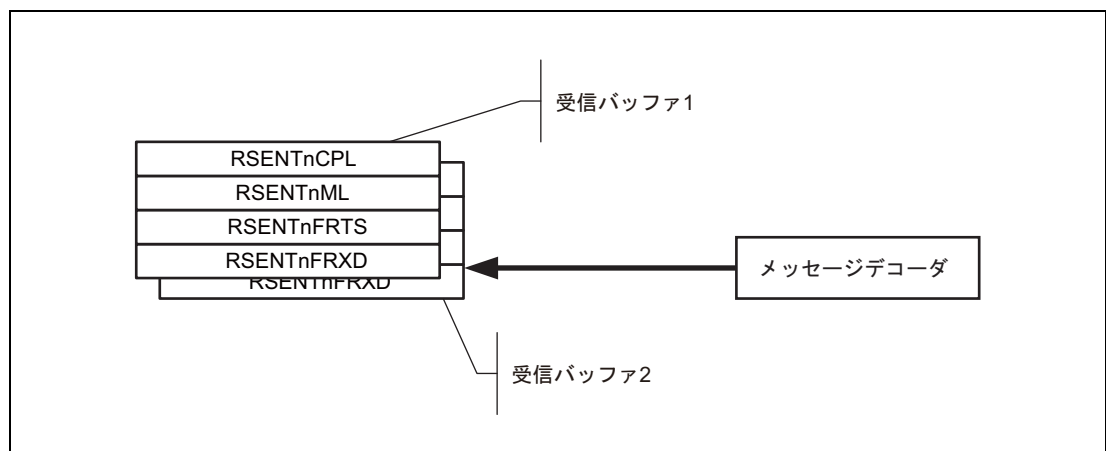 受信バッファ1
RSENTnCPL
RSENTnML
RSENTnFRTS
RSENTnFRXD
RSENTnFRXD
メッセージデコーダ
受信バッファ2